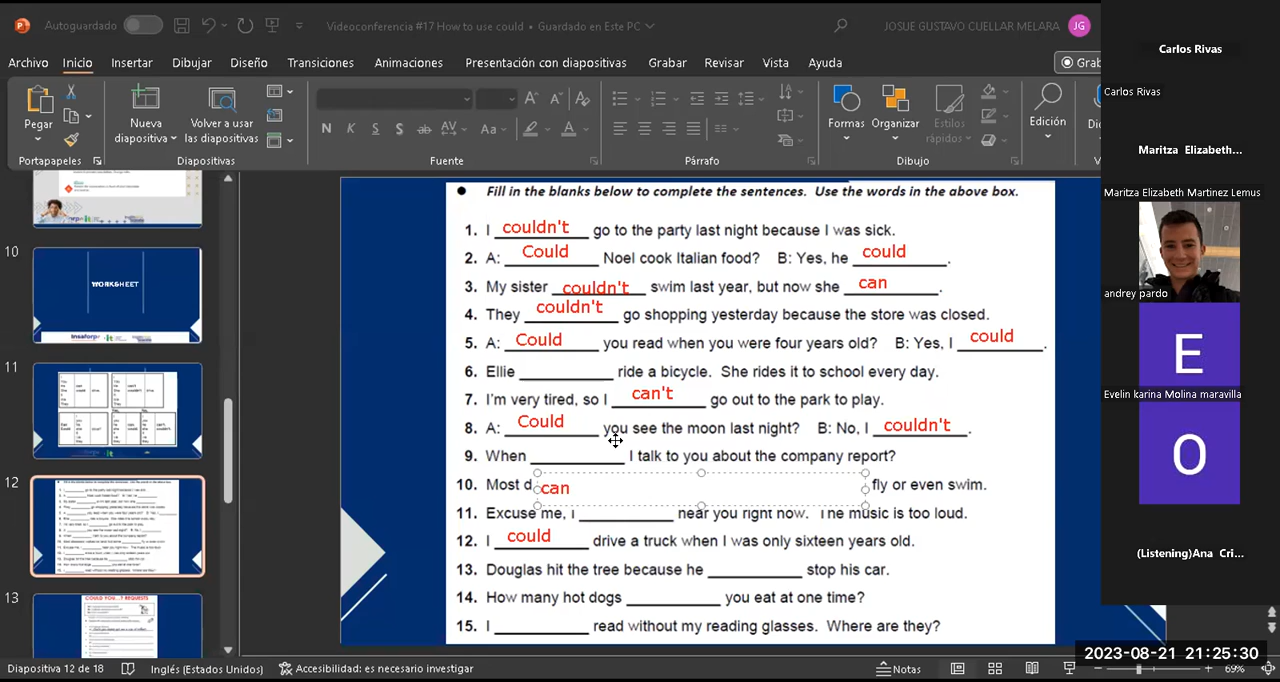 Autoguardado
Videoconferencia #17 How to use could • Guardado en Este PC
JOSUE GUSTAVO CUELLAR MELARA
JG
Archivo Inicio Insertar Dibujar Diseño Transiciones Animaciones Presentación con diapositivas Grabar Revisar Vista Ayuda
Pegar
Nueva diapositiva
Volver a usar las diapositivas
N K S S ab AV Aa A
Formas Organizar Estilos rápidos Edición
Portapapeles Diapositivas Fuente Párrafo Dibujo
10
WORKSHEET
11
12
13
Fill in the blanks below to complete the sentences. Use the words in the above box.
1. I couldn't go to the party last night because I was sick.
2. A: Could Noel cook Italian food? B: Yes, he could.
3. My sister couldn't swim last year, but now she can.
4. They couldn't go shopping yesterday because the store was closed.
5. A: Could you read when you were four years old? B: Yes, I could.
6. Ellie __________ ride a bicycle. She rides it to school every day.
7. I'm very tired, so I can't go out to the park to play.
8. A: Could you see the moon last night? B: No, I couldn't.
9. When __________ I talk to you about the company report?
10. Most can fly or even swim.
11. Excuse me, I __________ near you right now. The music is too loud.
12. I could drive a truck when I was only sixteen years old.
13. Douglas hit the tree because he __________ stop his car.
14. How many hot dogs __________ you eat at one time?
15. I __________ read without my reading glasses. Where are they?
Carlos Rivas
Carlos Rivas
Maritza Elizabeth...
Maritza Elizabeth Martinez Lemus
andrey pardo
E
Evelin karina Molina maravilla
O
(Listening)Ana Cri...
Diapositiva 12 de 18 Inglés (Estados Unidos) Accesibilidad: es necesario investigar Notas 69%
2023-08-21 21:25:30